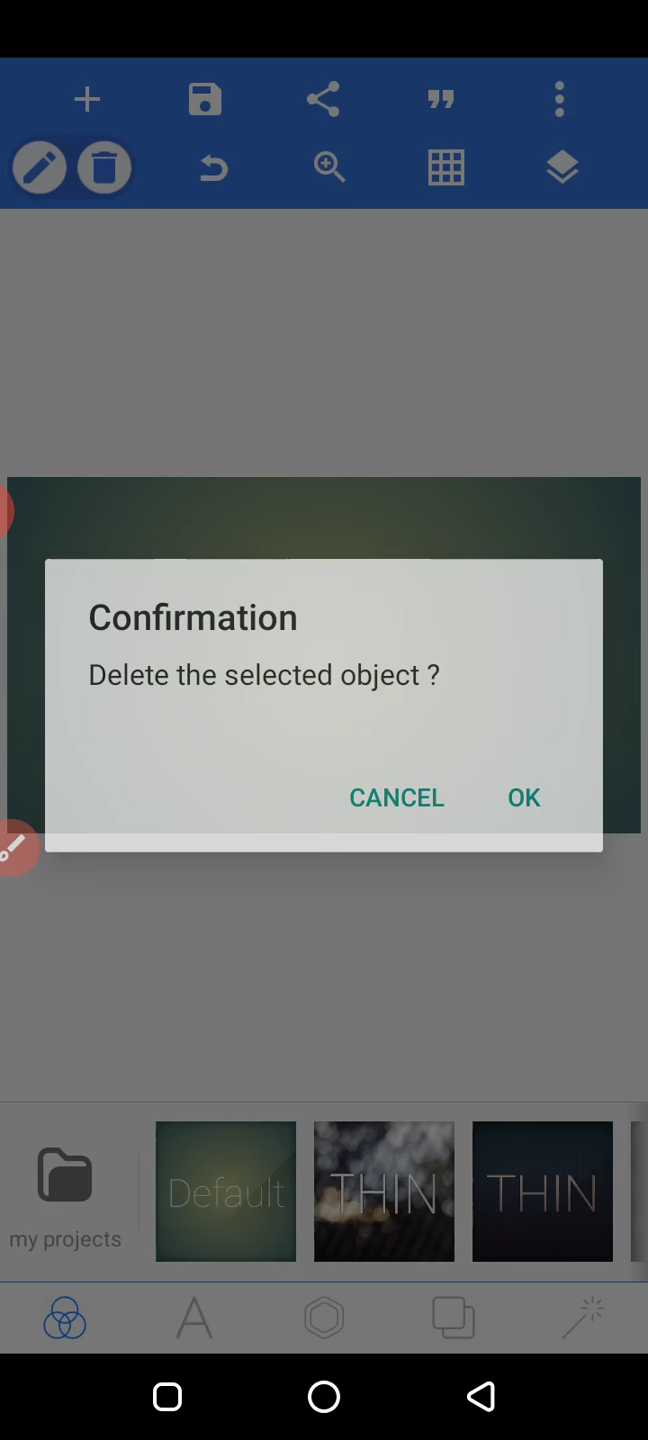 Confirmation
Delete the selected object ?
CANCEL OK
Default
THIN
THIN
my projects